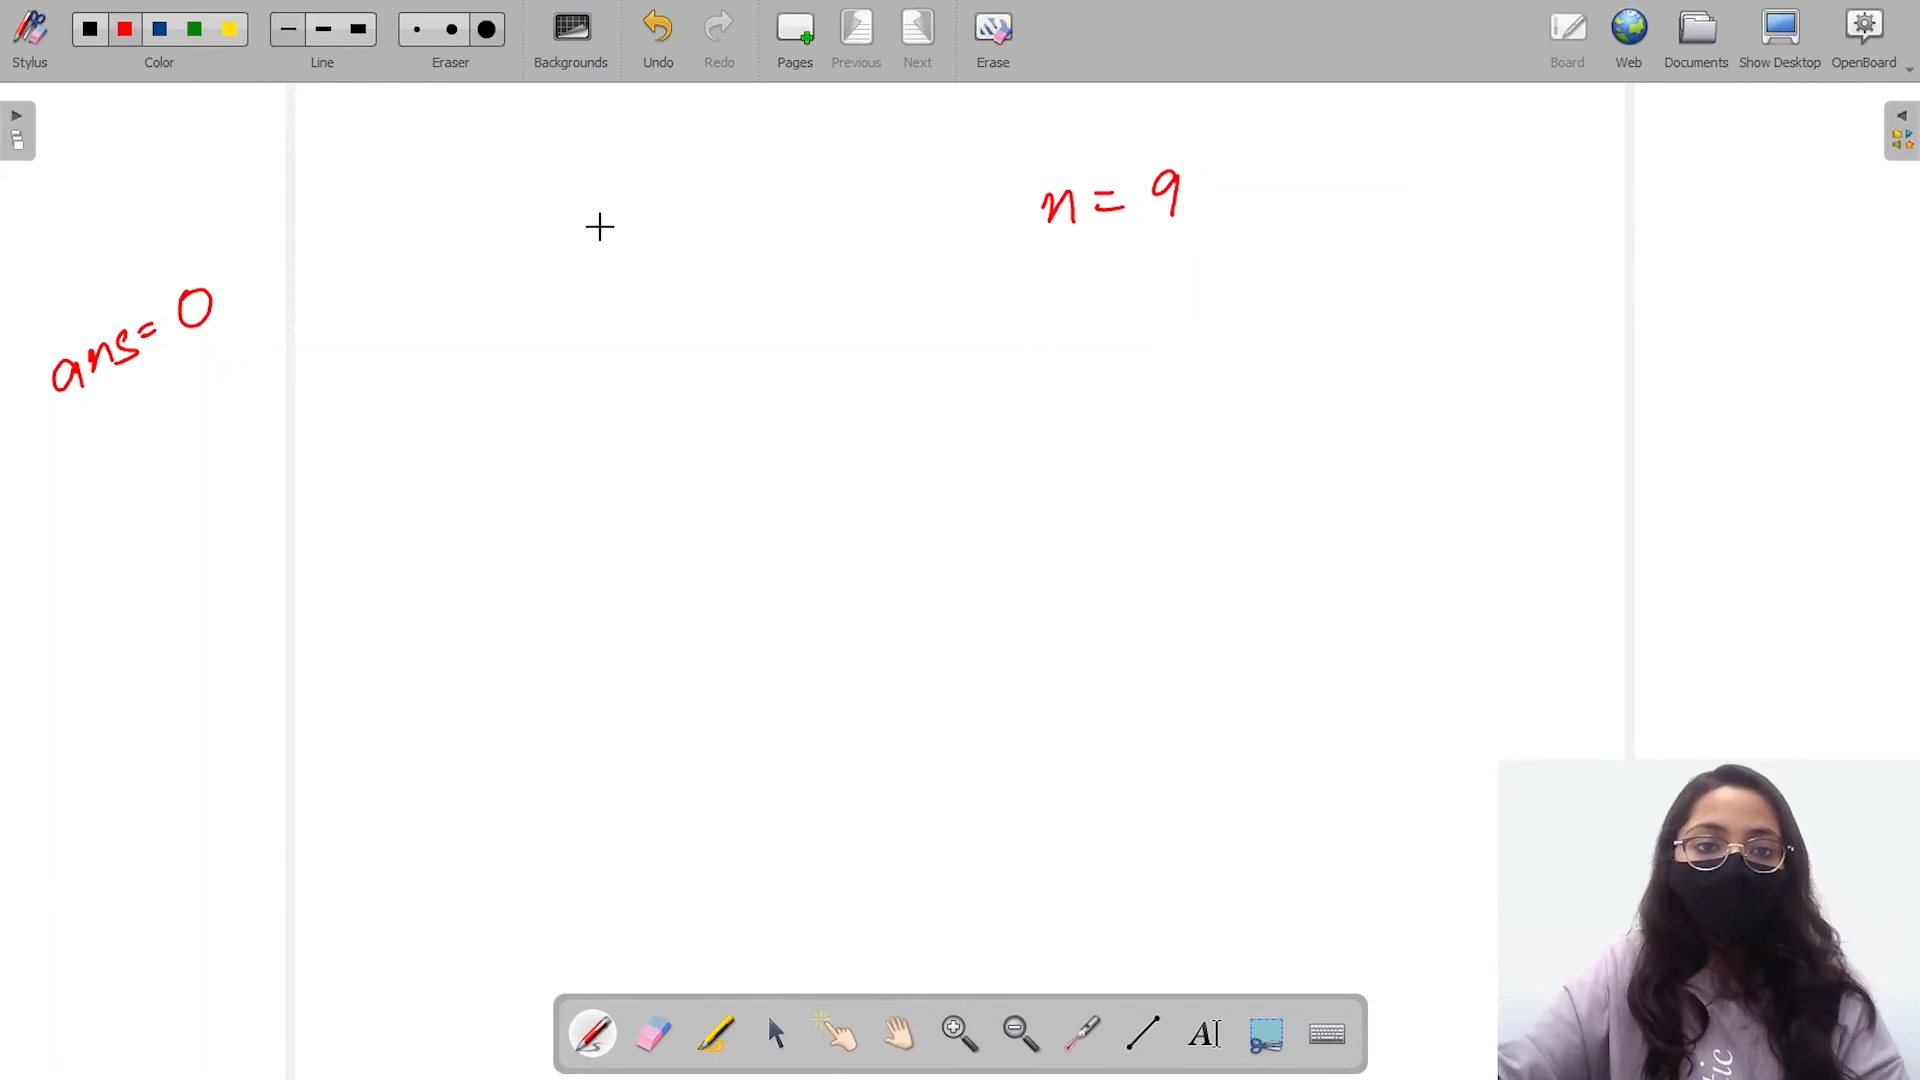 Stylus Color Line Eraser Backgrounds Undo Redo Pages Previous Next Erase Board Web Documents Show Desktop OpenBoard
n = 9
ans = 0
tic